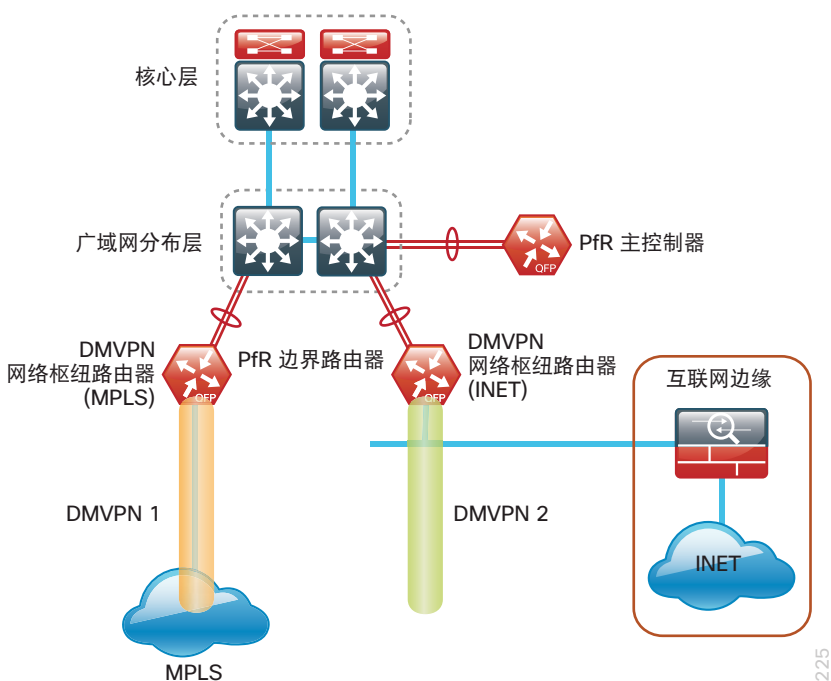 核心层
广域网分布层
PfR 主控制器
QFP
DMVPN
网络枢纽路由器
(MPLS)
PfR 边界路由器
DMVPN
网络枢纽路由器
(INET)
QFP
QFP
互联网边缘
DMVPN 1
DMVPN 2
INET
MPLS
225